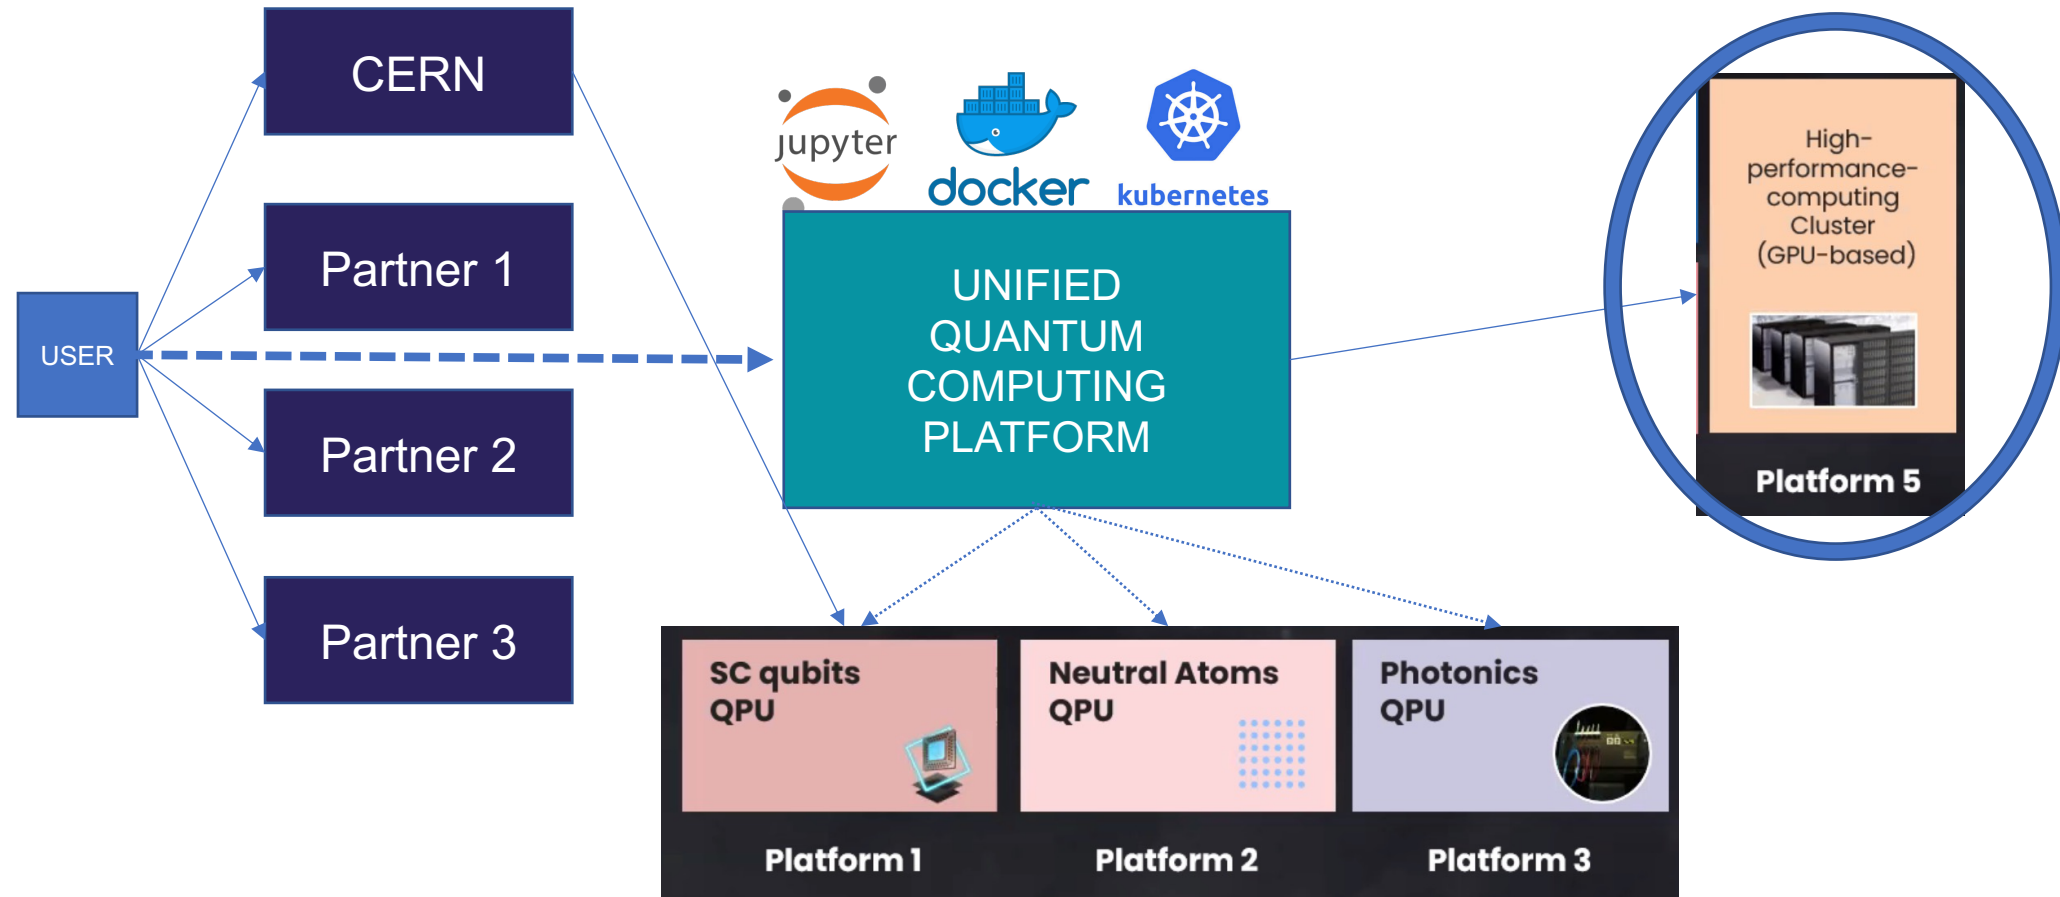 CERN
Partner 1
USER
Partner 2
Partner 3
jupyter
docker
kubernetes
UNIFIED
QUANTUM
COMPUTING
PLATFORM
High-
performance-
computing
Cluster
(GPU-based)
Platform 5
SC qubits
QPU
Neutral Atoms
QPU
Photonics
QPU
Platform 1
Platform 2
Platform 3